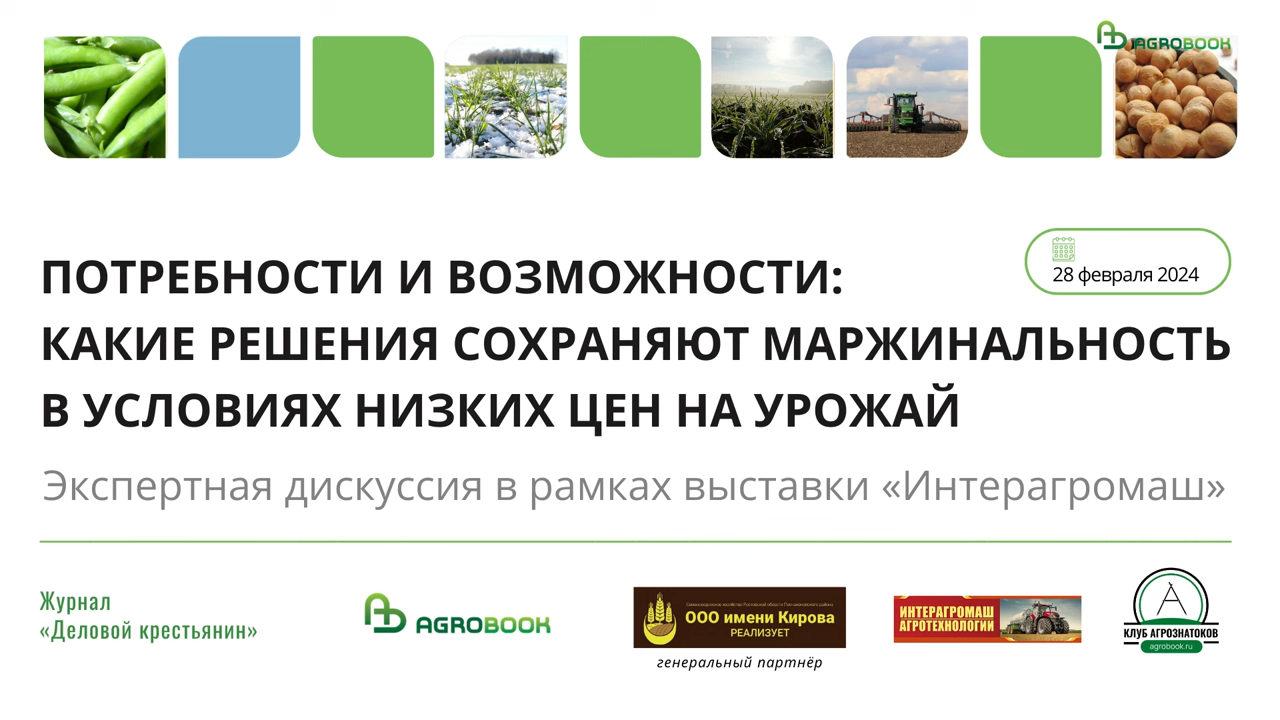 AGROBOOK
28 февраля 2024
ПОТРЕБНОСТИ И ВОЗМОЖНОСТИ:
КАКИЕ РЕШЕНИЯ СОХРАНЯЮТ МАРЖИНАЛЬНОСТЬ
В УСЛОВИЯХ НИЗКИХ ЦЕН НА УРОЖАЙ
Экспертная дискуссия в рамках выставки «Интерагромаш»
Журнал
«Деловой крестьянин»
AGROBOOK
ООО имени Кирова
РЕАЛИЗУЕТ
генеральный партнёр
ИНТЕРАГРОМАШ
АГРОТЕХНОЛОГИИ
КЛУБ АГРОЗНАТОКОВ
agrobook.ru